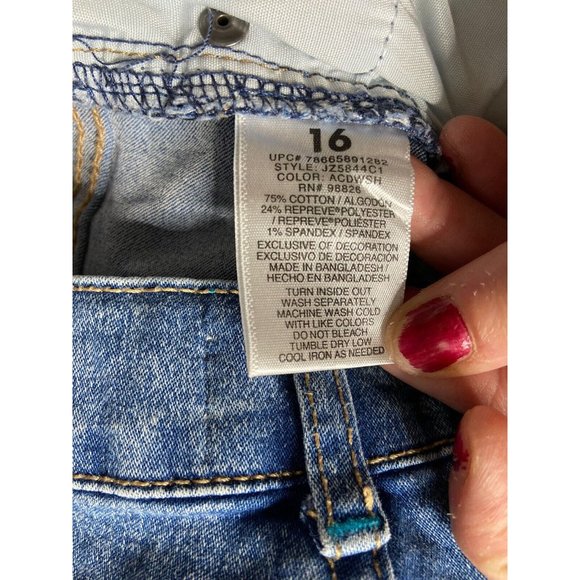 16
UPC# 78665891282
STYLE: JZ5844C1
COLOR: ACDWSH
RN# 98826
75% COTTON / ALGODÓN
24% REPREVE®POLYESTER
/ REPREVE®POLIÉSTER
1% SPANDEX / SPANDEX
EXCLUSIVE OF DECORATION
EXCLUSIVO DE DECORACIÓN
MADE IN BANGLADESH /
HECHO EN BANGLADESH
TURN INSIDE OUT
WASH SEPARATELY
MACHINE WASH COLD
WITH LIKE COLORS
DO NOT BLEACH
TUMBLE DRY LOW
COOL IRON AS NEEDED